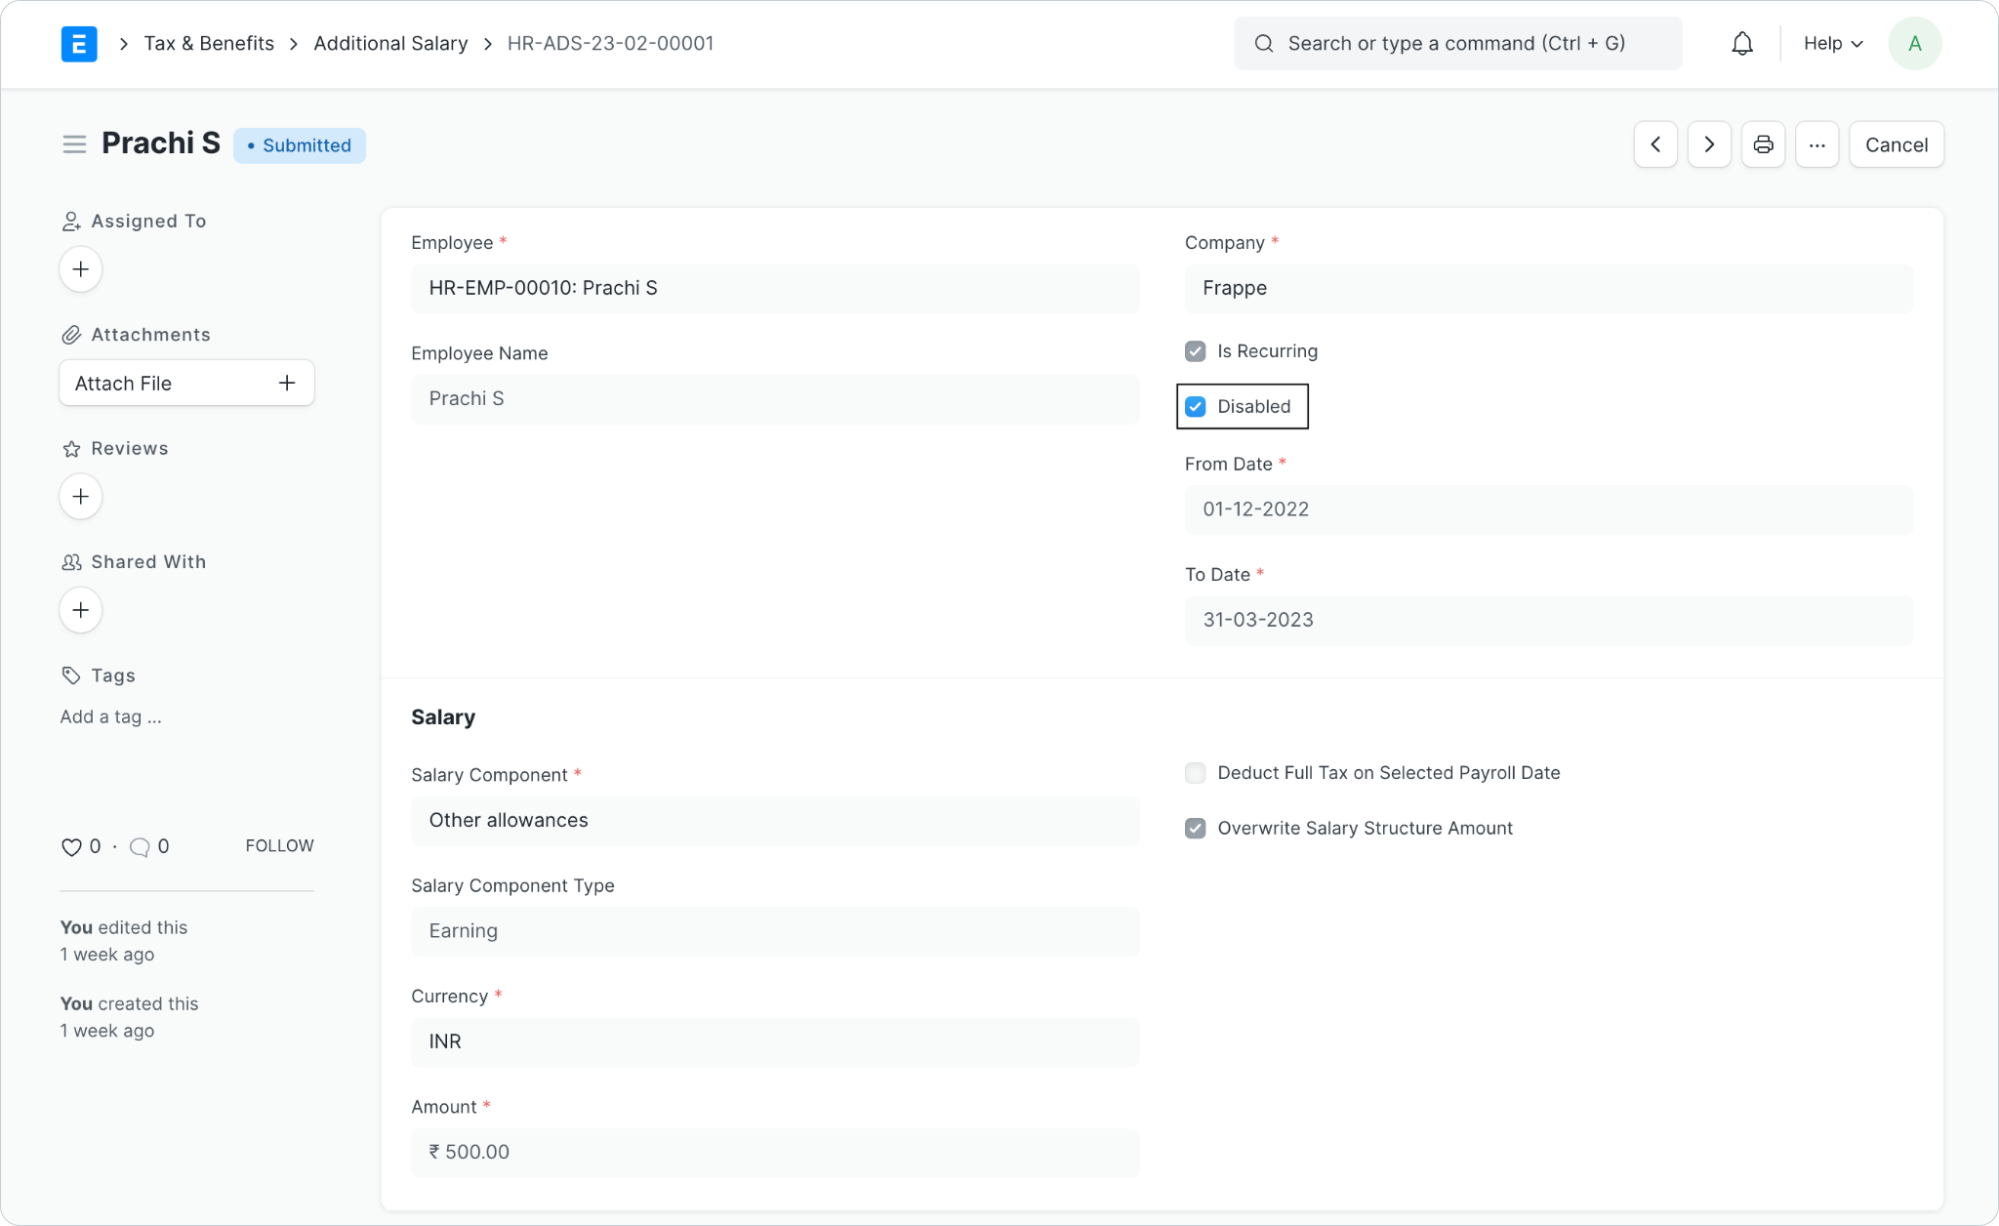 E > Tax & Benefits > Additional Salary > HR-ADS-23-02-00001
Search or type a command (Ctrl + G)
Help
A
Prachi S
• Submitted
...
Cancel
Assigned To
+
Attachments
Attach File +
Reviews
+
Shared With
+
Tags
Add a tag ...
0 · 0 FOLLOW
You edited this
1 week ago
You created this
1 week ago
Employee *
HR-EMP-00010: Prachi S
Employee Name
Prachi S
Company *
Frappe
Is Recurring
Disabled
From Date *
01-12-2022
To Date *
31-03-2023
Salary
Salary Component *
Other allowances
Salary Component Type
Earning
Currency *
INR
Amount *
₹ 500.00
Deduct Full Tax on Selected Payroll Date
Overwrite Salary Structure Amount